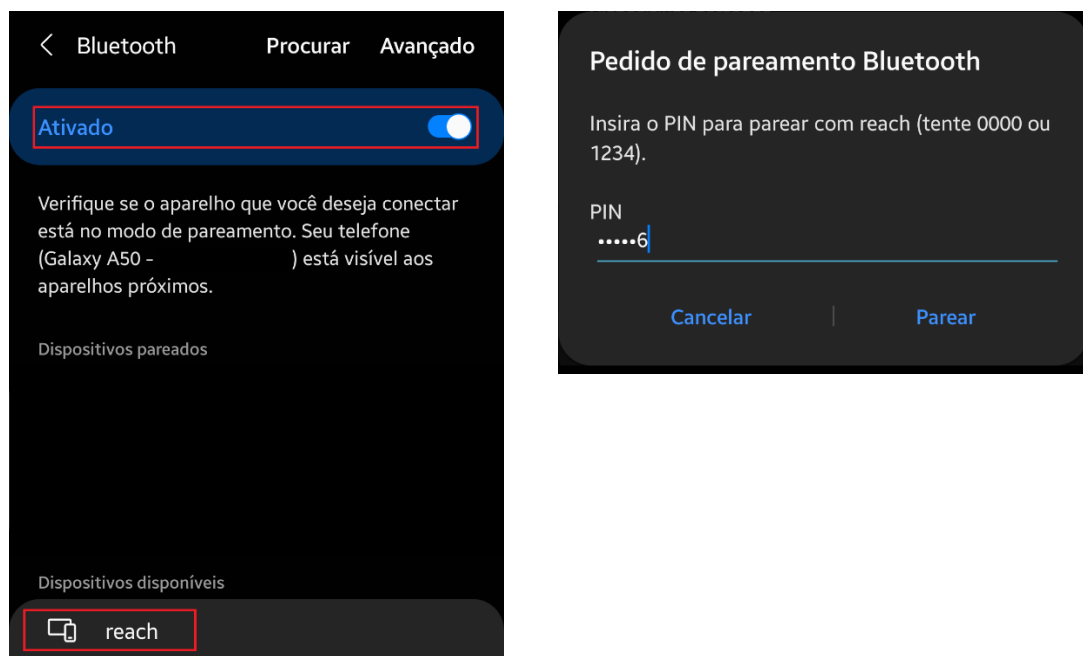 Bluetooth Procurar Avançado
Ativado
Verifique se o aparelho que você deseja conectar
está no modo de pareamento. Seu telefone
(Galaxy A50 - ) está visível aos
aparelhos próximos.
Dispositivos pareados
Dispositivos disponíveis
reach
Pedido de pareamento Bluetooth
Insira o PIN para parear com reach (tente 0000 ou
1234).
PIN
•••••6
Cancelar Parear